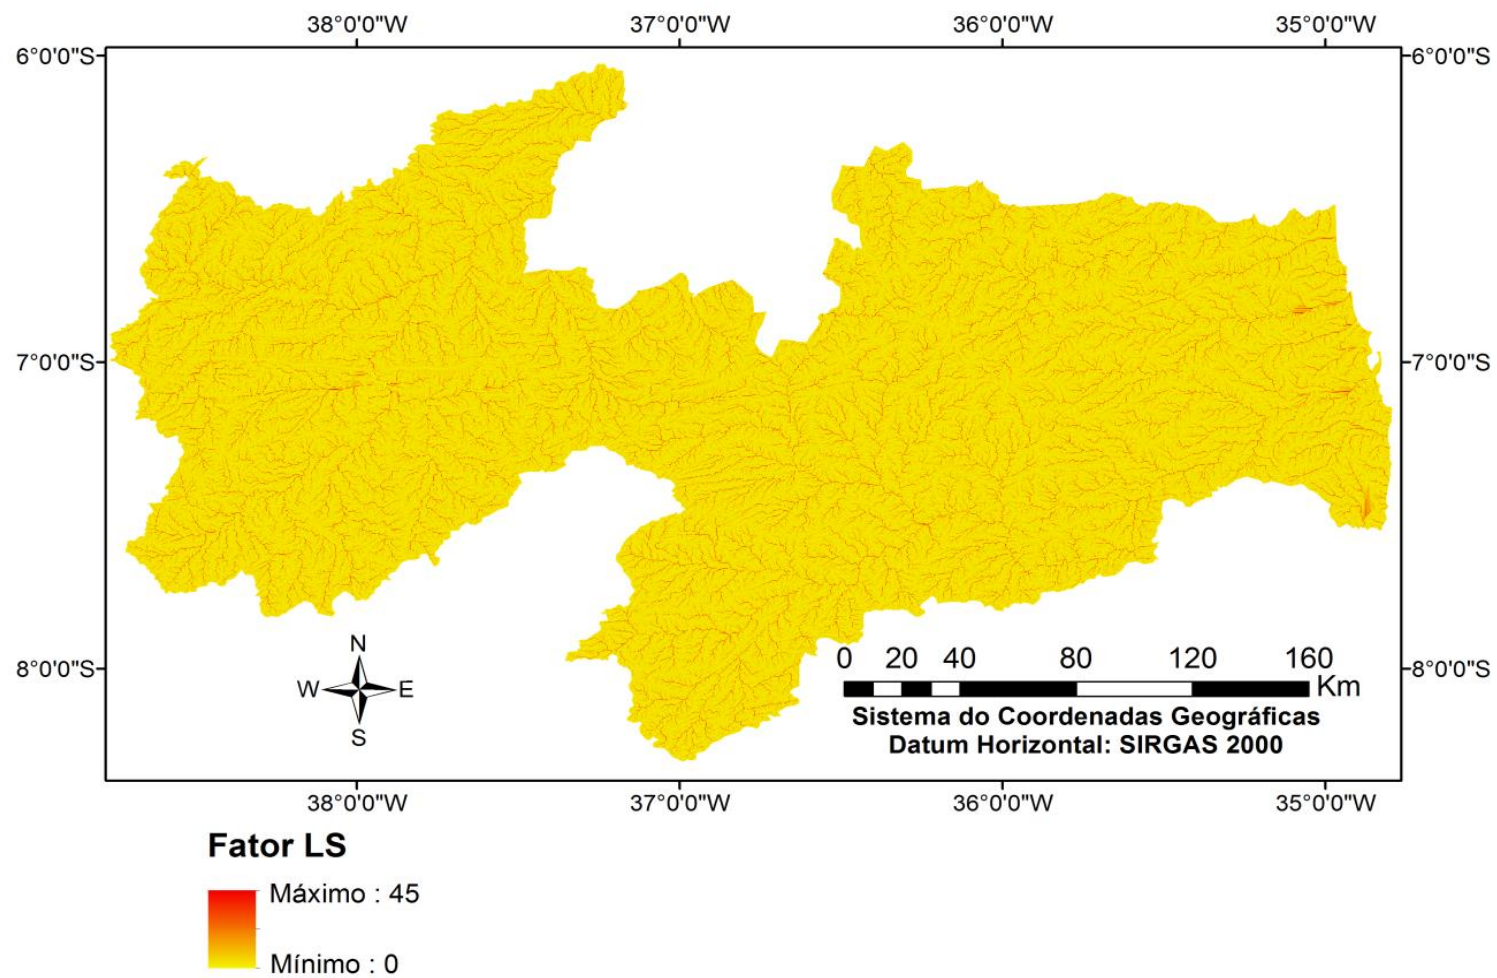 38°0'0"W 37°0'0"W 36°0'0"W 35°0'0"W
6°0'0"S 6°0'0"S
7°0'0"S 7°0'0"S
N
W E
S
8°0'0"S 8°0'0"S
0 20 40 80 120 160
Km
Sistema do Coordenadas Geográficas
Datum Horizontal: SIRGAS 2000
38°0'0"W 37°0'0"W 36°0'0"W 35°0'0"W
Fator LS
Máximo : 45
Mínimo : 0